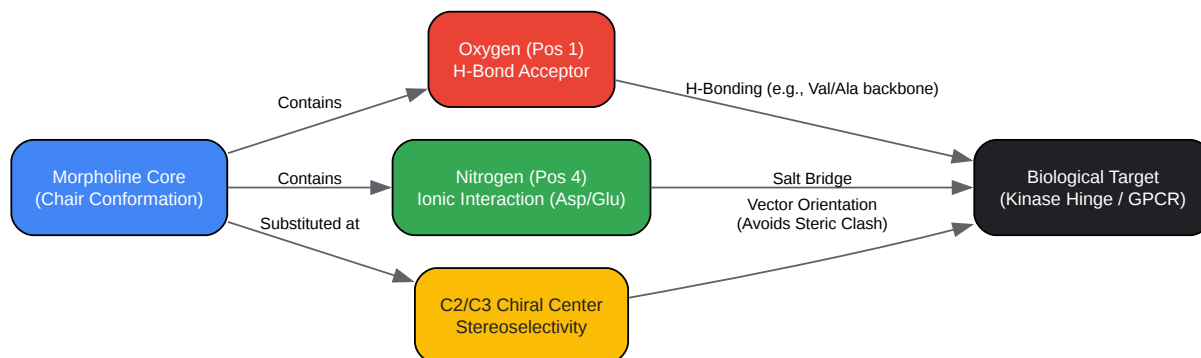 Oxygen (Pos 1)
H-Bond Acceptor
H-Bonding (e.g., Val/Ala backbone)
Contains
Morpholine Core
(Chair Conformation)
Contains
Nitrogen (Pos 4)
Ionic Interaction (Asp/Glu)
Salt Bridge
Biological Target
(Kinase Hinge / GPCR)
Vector Orientation
(Avoids Steric Clash)
Substituted at
C2/C3 Chiral Center
Stereoselectivity